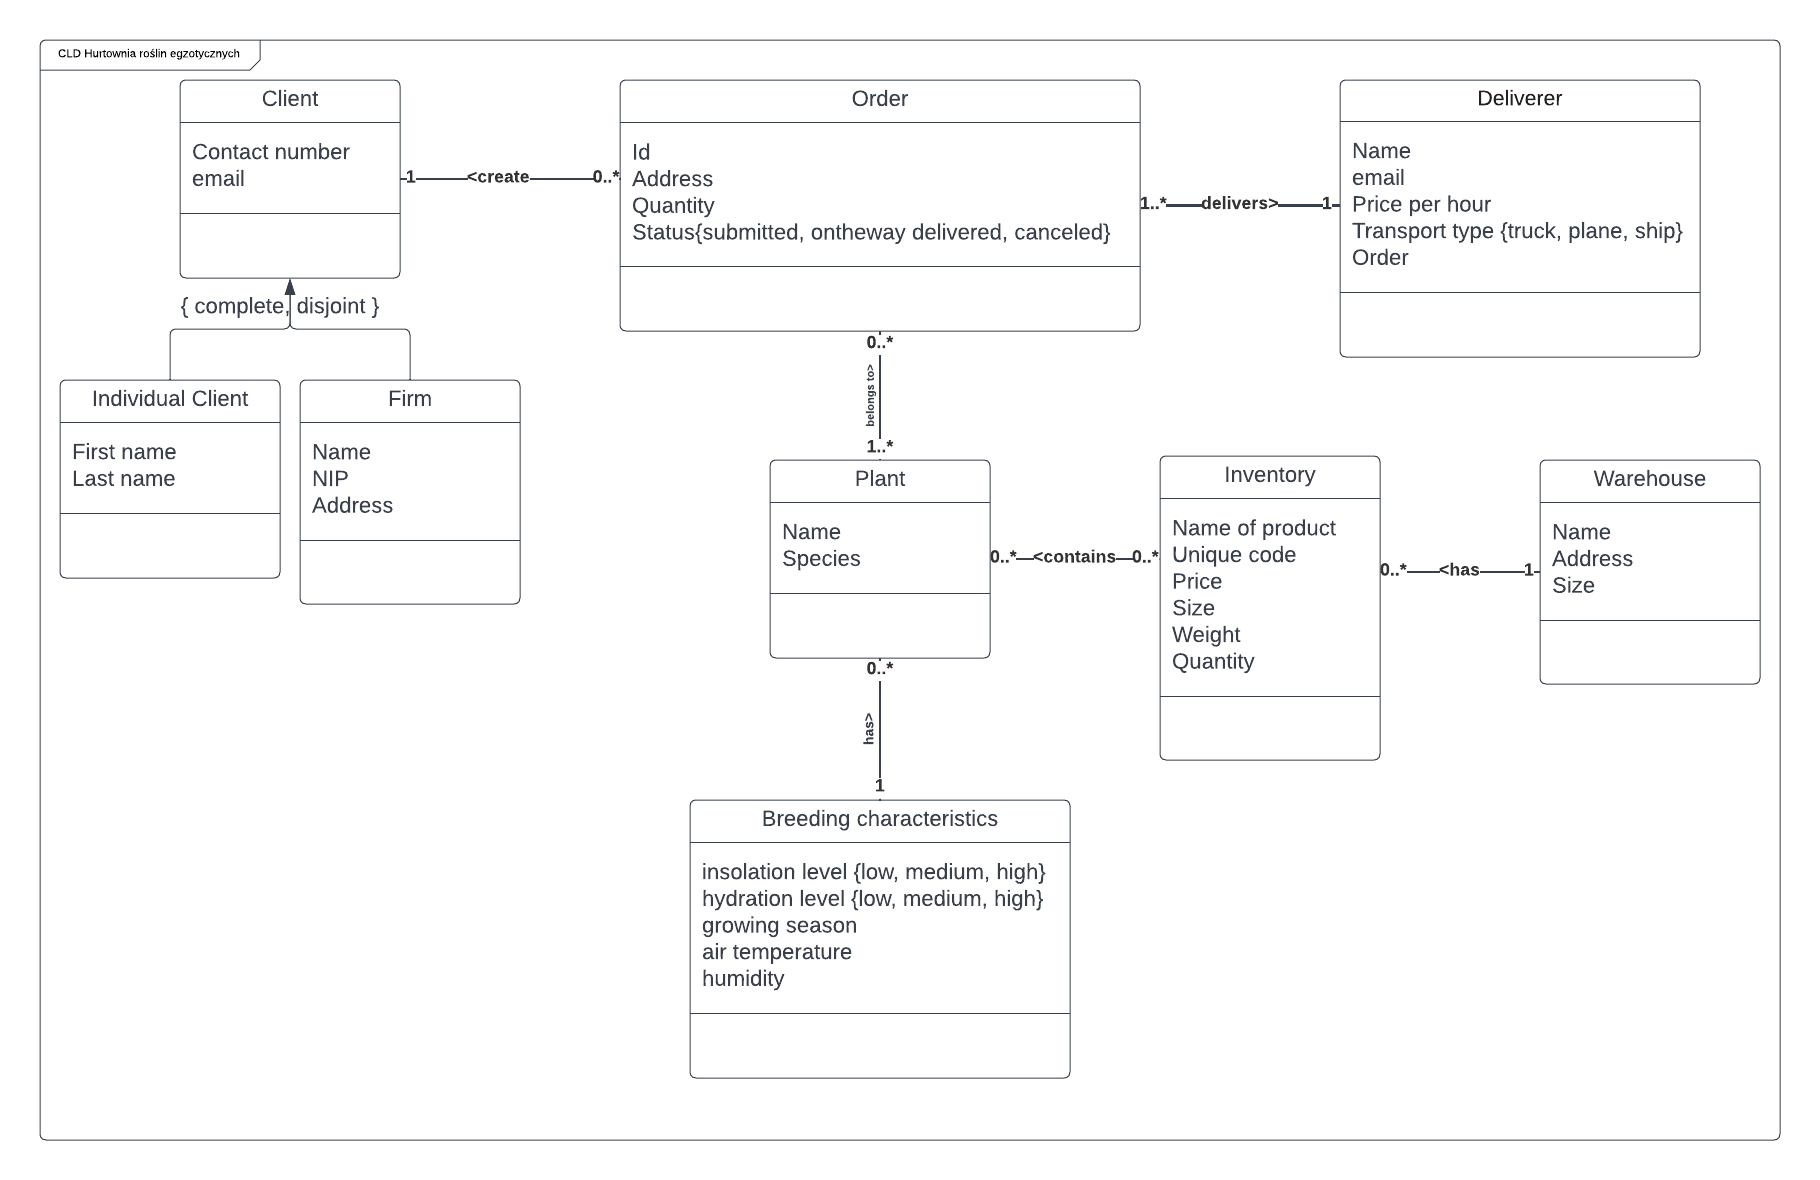 CLD Hurtownia roślin egzotycznych
Client
Contact number
email
1
<create
0..*
Order
Id
Address
Quantity
Status{submitted, ontheway delivered, canceled}
1..*
delivers>
1
Deliverer
Name
email
Price per hour
Transport type {truck, plane, ship}
Order
{ complete, disjoint }
Individual Client
First name
Last name
Firm
Name
NIP
Address
0..*
belongs to>
1..*
Plant
Name
Species
0..*
<contains
0..*
Inventory
Name of product
Unique code
Price
Size
Weight
Quantity
0..*
<has
1
Warehouse
Name
Address
Size
0..*
has>
1
Breeding characteristics
insolation level {low, medium, high}
hydration level {low, medium, high}
growing season
air temperature
humidity